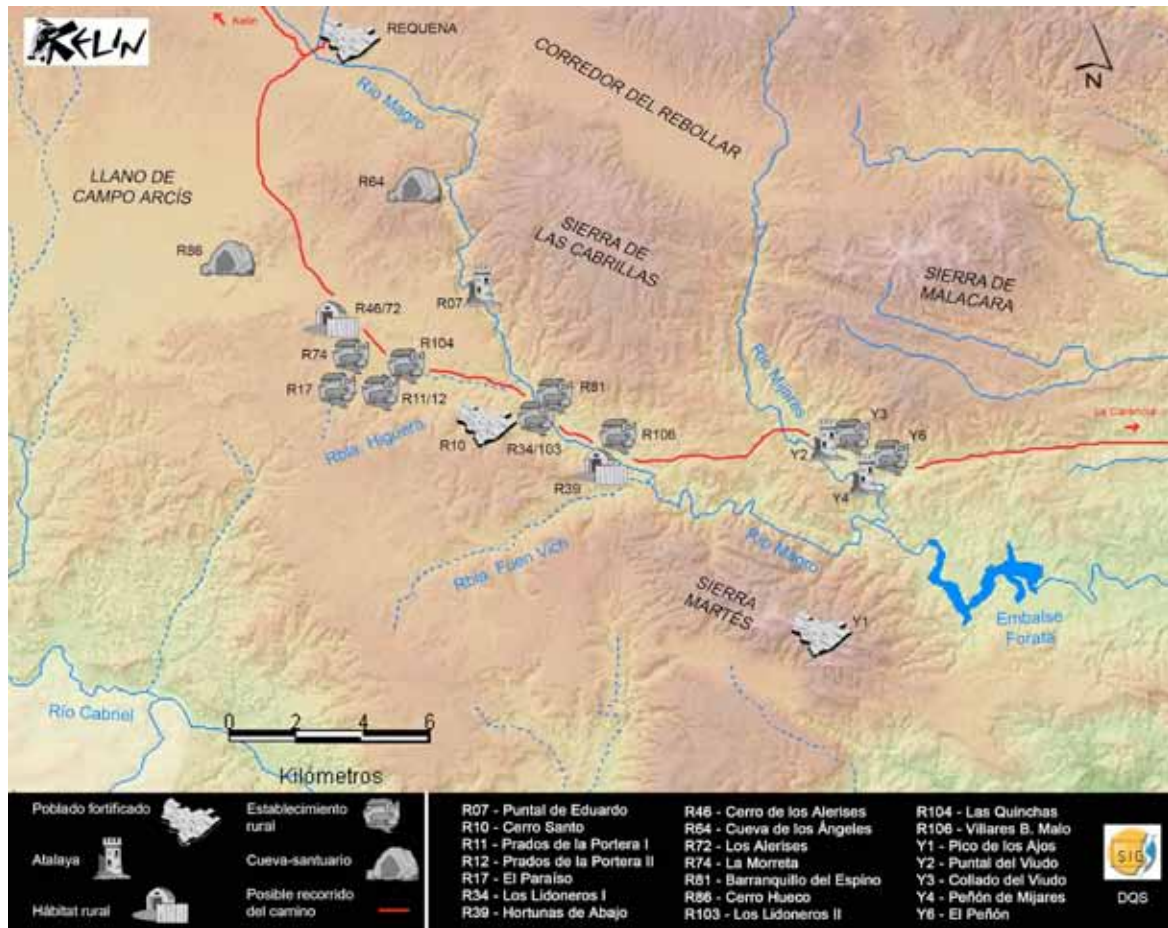 KELIN
Kelin
REQUENA
CORREDOR DEL REBOLLAR
N
Río Magro
LLANO DE
CAMPO ARCÍS
R64
SIERRA DE
LAS CABRILLAS
R86
SIERRA DE
MALACARA
R46/72
R07
R104
R74
R17
R11/12
R81
Río Mijares
Y3
La Carencia
Rbla. Higuera
R10
R34/103
R106
Y2
Y6
R39
Y4
Río Magro
Rbla. Fuen Vich
SIERRA
MARTÉS
Y1
Embalse
Forata
Río Cabriel
0 2 4 6
Kilómetros
Poblado fortificado
Establecimiento
rural
Atalaya
Cueva-santuario
Hábitat rural
Posible recorrido
del camino
R07 - Puntal de Eduardo
R10 - Cerro Santo
R11 - Prados de la Portera I
R12 - Prados de la Portera II
R17 - El Paraíso
R34 - Los Lidoneros I
R39 - Hortunas de Abajo
R46 - Cerro de los Alerises
R64 - Cueva de los Ángeles
R72 - Los Alerises
R74 - La Morreta
R81 - Barranquillo del Espino
R86 - Cerro Hueco
R103 - Los Lidoneros II
R104 - Las Quinchas
R106 - Villares B. Malo
Y1 - Pico de los Ajos
Y2 - Puntal del Viudo
Y3 - Collado del Viudo
Y4 - Peñón de Mijares
Y6 - El Peñón
SIG
DQS